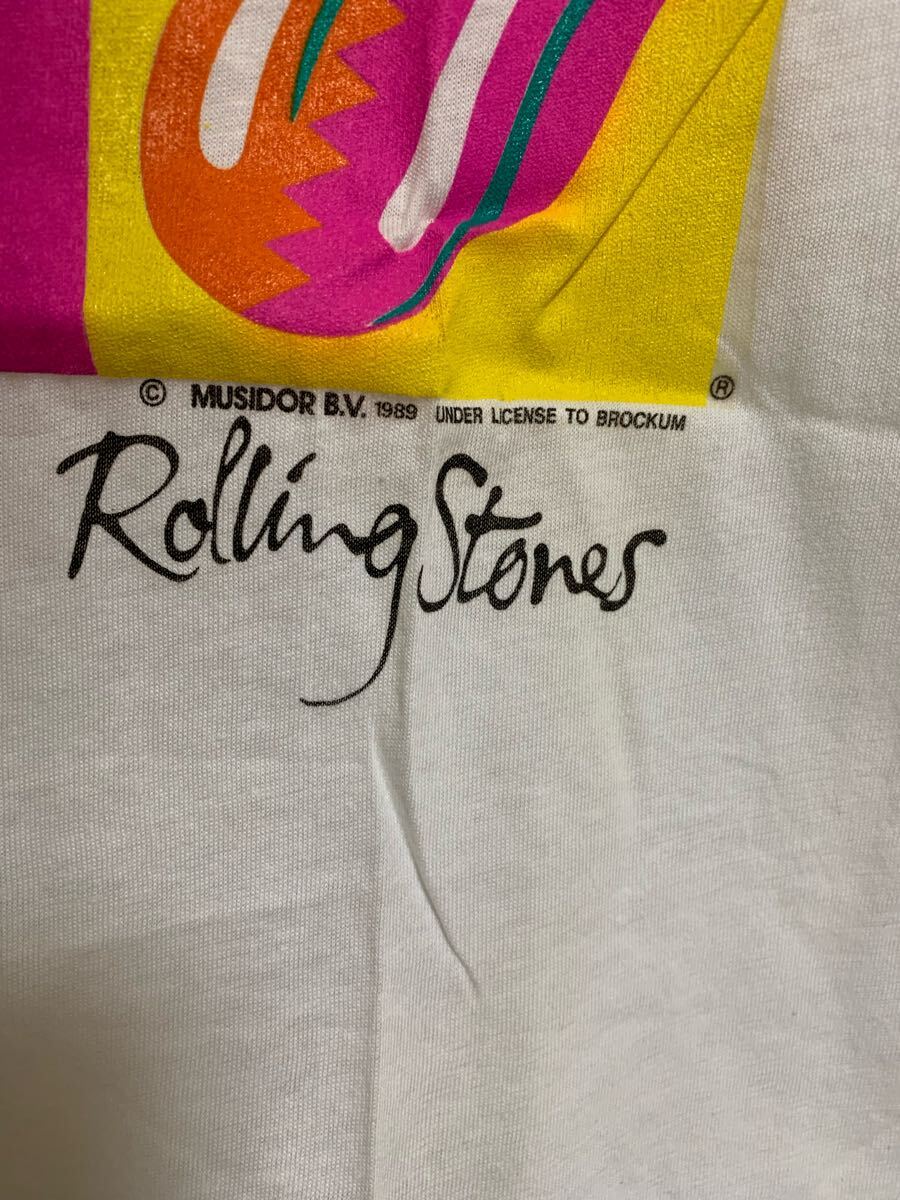 © MUSIDOR B.V. 1989 UNDER LICENSE TO BROCKUM ®
Rolling Stones